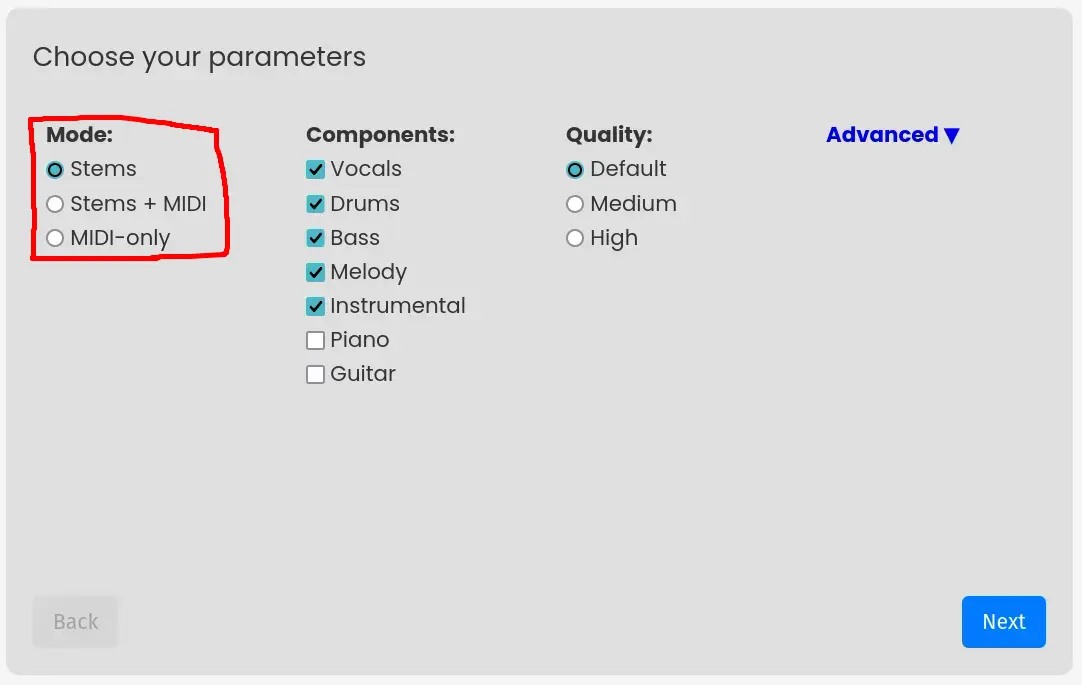 Choose your parameters
Mode:
Stems
Stems + MIDI
MIDI-only
Components:
Vocals
Drums
Bass
Melody
Instrumental
Piano
Guitar
Quality:
Default
Medium
High
Advanced ▼
Back
Next